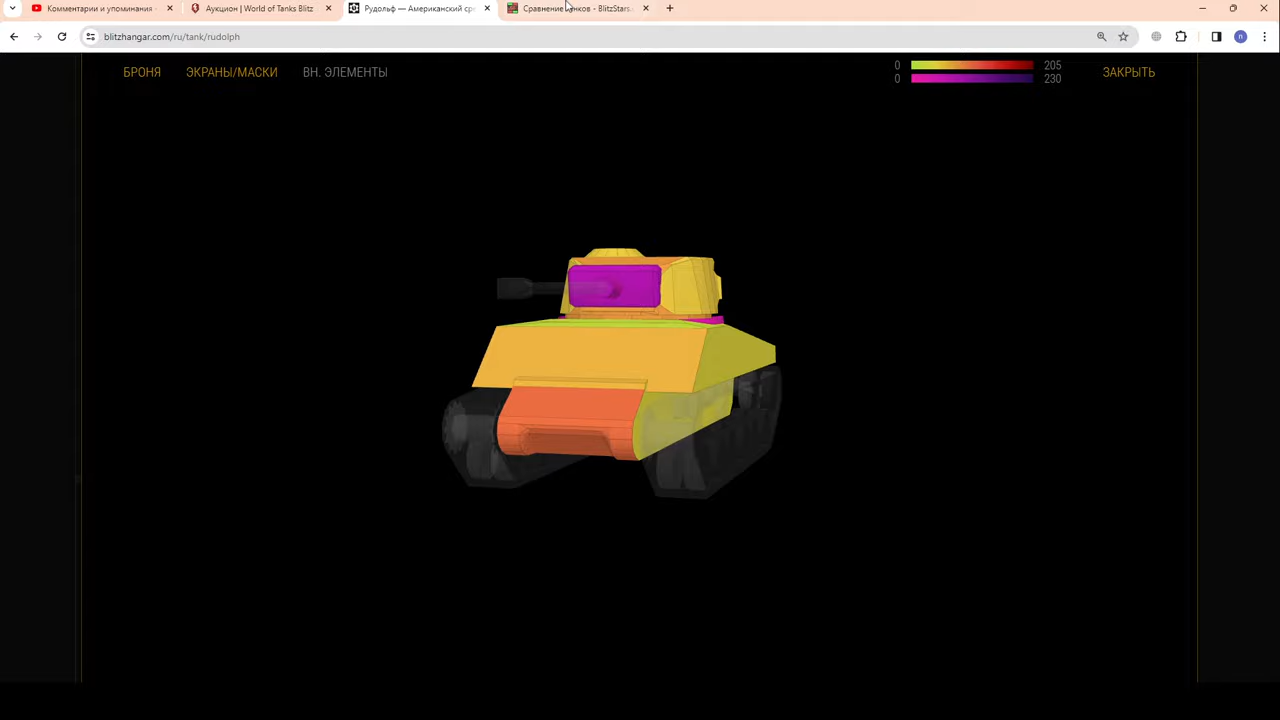 Комментарии и упоминания -
Аукцион | World of Tanks Blitz
Рудольф — Американский ср
Сравнение танков - BlitzStars.
blitzhangar.com/ru/tank/rudolph
n
БРОНЯ
ЭКРАНЫ/МАСКИ
ВН. ЭЛЕМЕНТЫ
0
205
0
230
ЗАКРЫТЬ